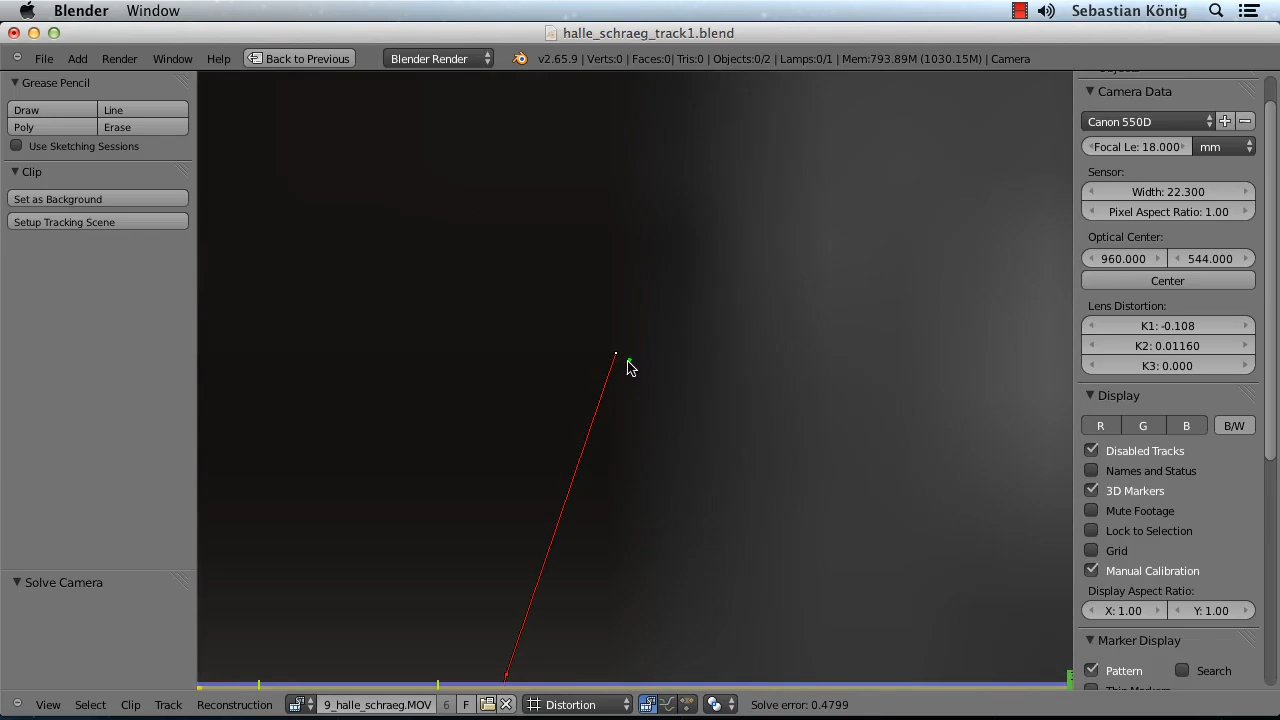 Blender Window Sebastian König
halle_schraeg_track1.blend
File Add Render Window Help Back to Previous Blender Render v2.65.9 | Verts:0 | Faces:0| Tris:0 | Objects:0/2 | Lamps:0/1 | Mem:793.89M (1030.15M) | Camera
Grease Pencil
Draw Line
Poly Erase
Use Sketching Sessions
Clip
Set as Background
Setup Tracking Scene
Solve Camera
Camera Data
Canon 550D
Focal Le: 18.000 mm
Sensor:
Width: 22.300
Pixel Aspect Ratio: 1.00
Optical Center:
960.000 544.000
Center
Lens Distortion:
K1: -0.108
K2: 0.01160
K3: 0.000
Display
R G B B/W
Disabled Tracks
Names and Status
3D Markers
Mute Footage
Lock to Selection
Grid
Manual Calibration
Display Aspect Ratio:
X: 1.00 Y: 1.00
Marker Display
Pattern Search
View Select Clip Track Reconstruction 9_halle_schraeg.MOV 6 F Distortion Solve error: 0.4799